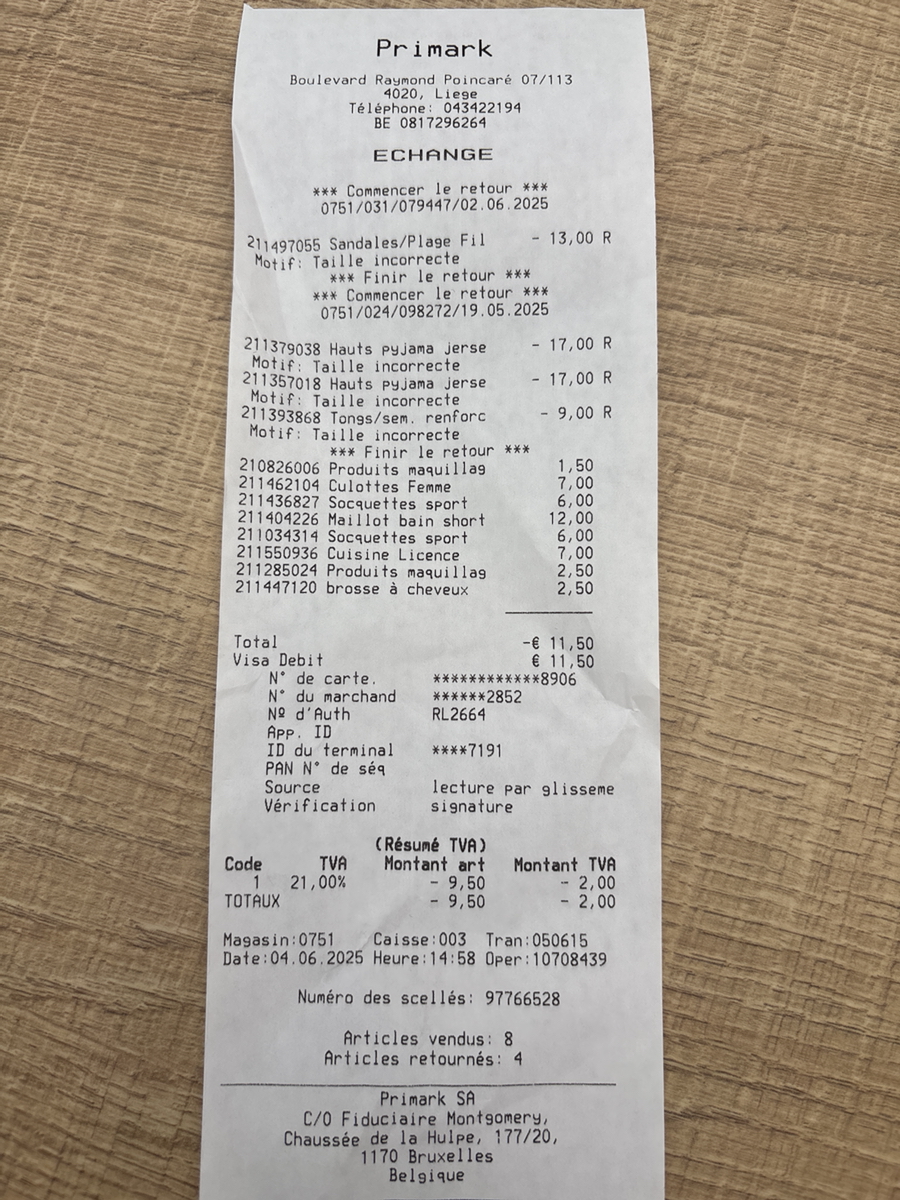 Primark
Boulevard Raymond Poincaré 07/113
4020, Liege
Téléphone: 043422194
BE 0817296264
ECHANGE
*** Commencer le retour ***
0751/031/079447/02.06.2025
211497055 Sandales/Plage Fil - 13,00 R
Motif: Taille incorrecte
*** Finir le retour ***
*** Commencer le retour ***
0751/024/098272/19.05.2025
211379038 Hauts pyjama jerse - 17,00 R
Motif: Taille incorrecte
211357018 Hauts pyjama jerse - 17,00 R
Motif: Taille incorrecte
211393868 Tongs/sem. renforc - 9,00 R
Motif: Taille incorrecte
*** Finir le retour ***
210826006 Produits maquillag 1,50
211462104 Culottes Femme 7,00
211436827 Socquettes sport 6,00
211404226 Maillot bain short 12,00
211034314 Socquettes sport 6,00
211550936 Cuisine Licence 7,00
211285024 Produits maquillag 2,50
211447120 brosse à cheveux 2,50
Total -€ 11,50
Visa Debit € 11,50
N° de carte. ************8906
N° du marchand ******2852
Nº d'Auth RL2664
App. ID
ID du terminal ****7191
PAN N° de séq
Source lecture par glisseme
Vérification signature
(Résumé TVA)
Code TVA Montant art Montant TVA
1 21,00% - 9,50 - 2,00
TOTAUX - 9,50 - 2,00
Magasin:0751 Caisse:003 Tran:050615
Date:04.06.2025 Heure:14:58 Oper:10708439
Numéro des scellés: 97766528
Articles vendus: 8
Articles retournés: 4
Primark SA
C/O Fiduciaire Montgomery,
Chaussée de la Hulpe, 177/20,
1170 Bruxelles
Belgique